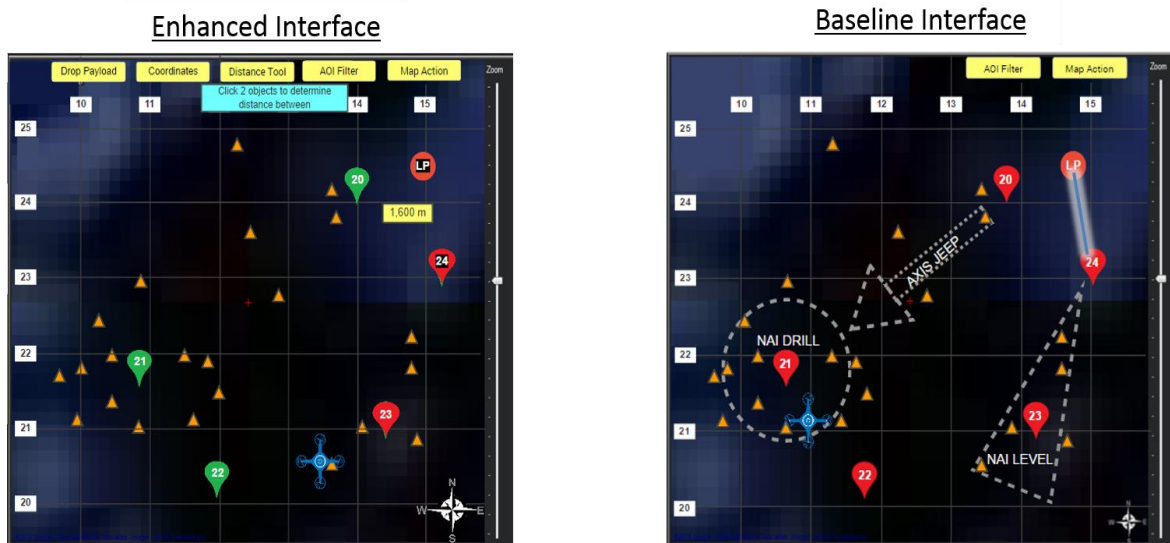 Enhanced Interface
Drop Payload Coordinates Distance Tool AOI Filter Map Action Zoom
Click 2 objects to determine
distance between
10 11 14 15
25
LP
20
24
1,600 m
24
23
22
21
23
21
22
20
N
W E
S
Baseline Interface
AOI Filter Map Action Zoom
10 11 12 13 14 15
25
LP
20
24
24
AXIS JEEP
23
NAI DRILL
22
21
23
21
NAI LEVEL
22
20
N
W E
S